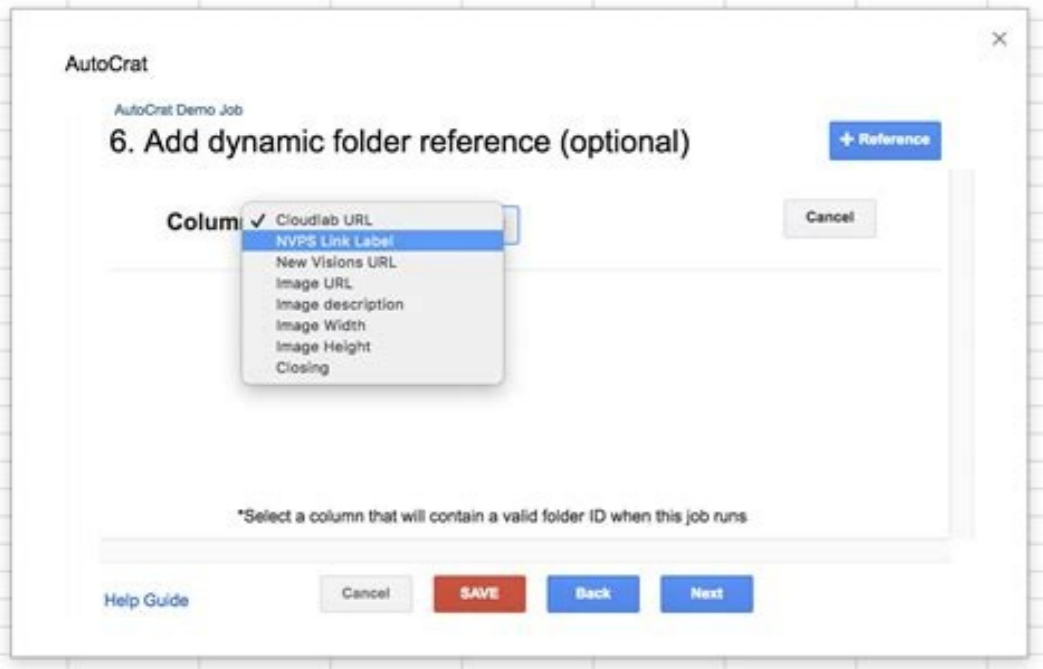 AutoCrat
AutoCrat Demo Job
6. Add dynamic folder reference (optional)
+ Reference
Colum
✓ Cloudlab URL
NVPS Link Label
New Visions URL
Image URL
Image description
Image Width
Image Height
Closing
Cancel
*Select a column that will contain a valid folder ID when this job runs
Help Guide
Cancel
SAVE
Back
Next